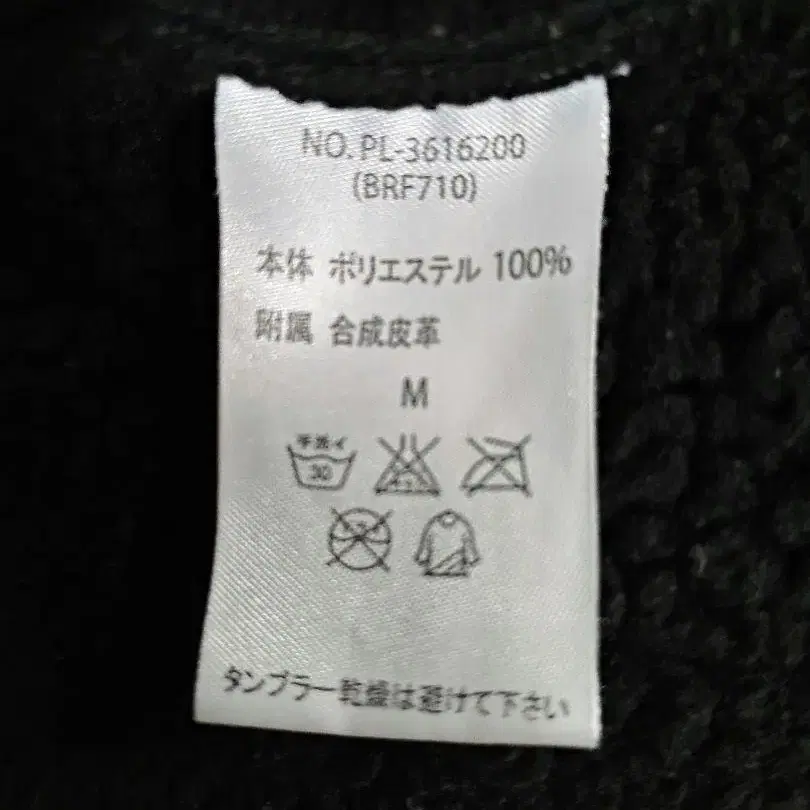 NO. PL-3616200
(BRF710)
本体 ポリエステル 100%
附属 合成皮革
M
手洗イ
30
タンブラー乾燥は避けて下さい